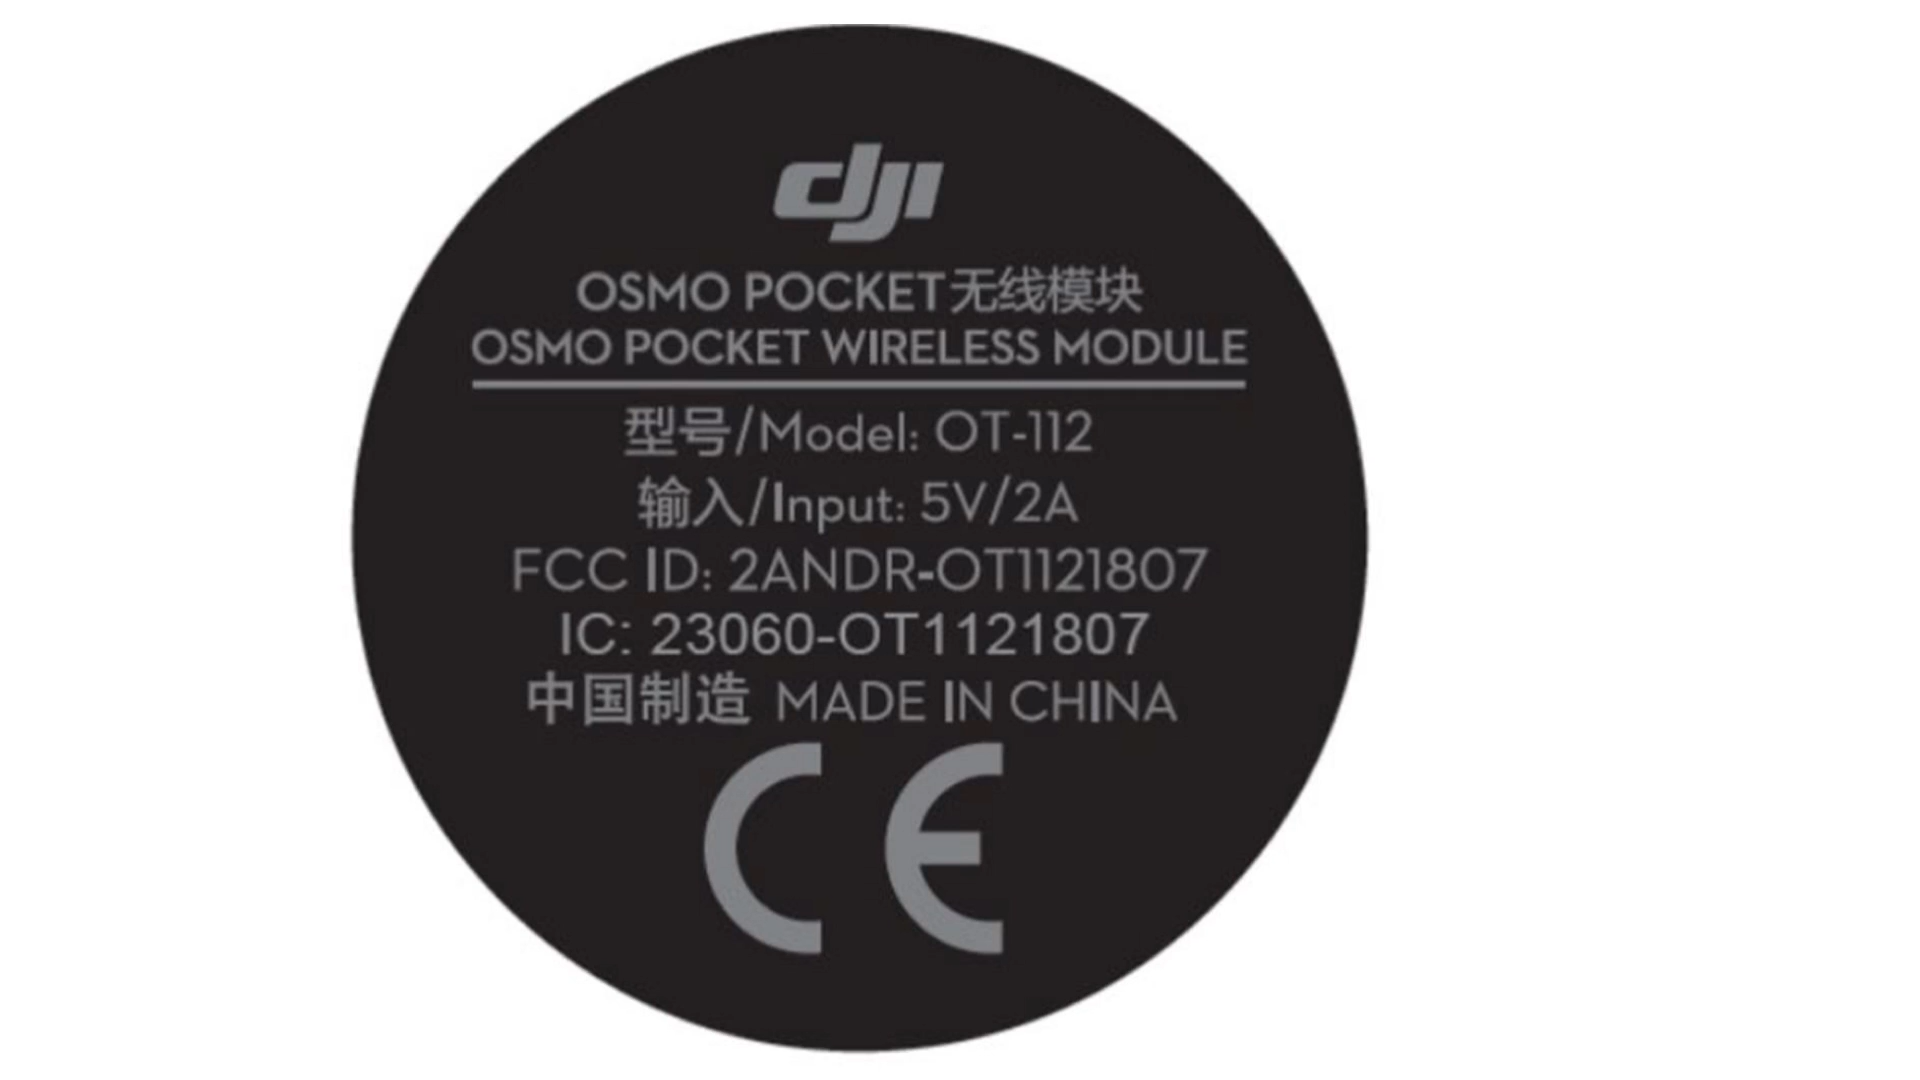 dji
OSMO POCKET无线模块
OSMO POCKET WIRELESS MODULE
型号/Model: OT-112
输入/Input: 5V/2A
FCC ID: 2ANDR-OT1121807
IC: 23060-OT1121807
中国制造 MADE IN CHINA
CE